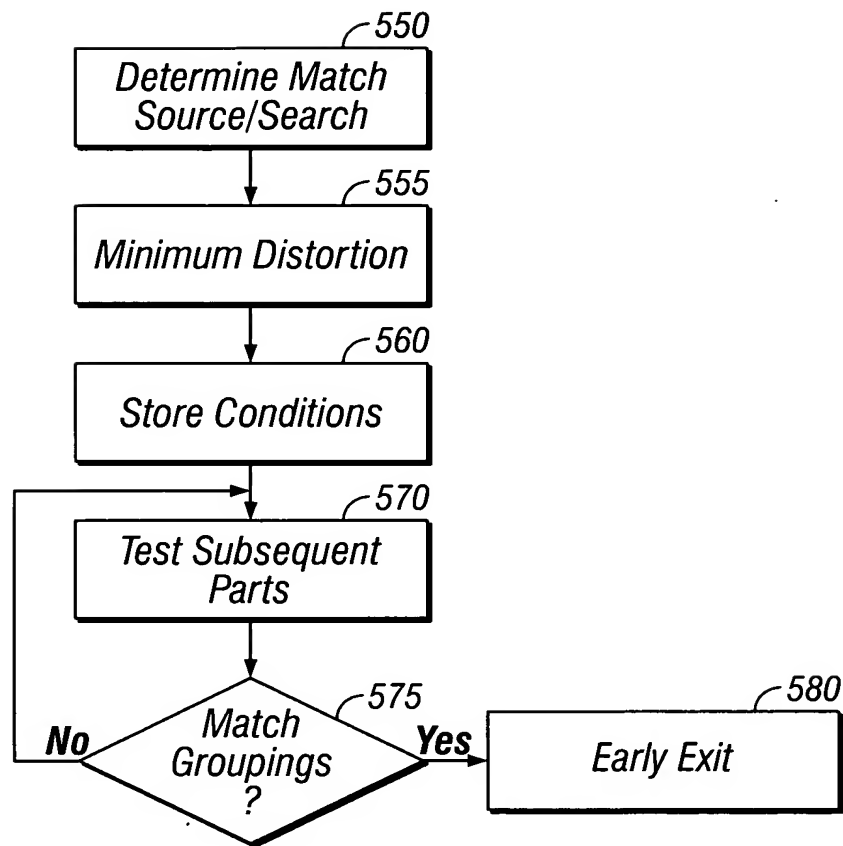 550
Determine Match
Source/Search
555
Minimum Distortion
560
Store Conditions
570
Test Subsequent
Parts
575
Match
Groupings
?
No
Yes
580
Early Exit